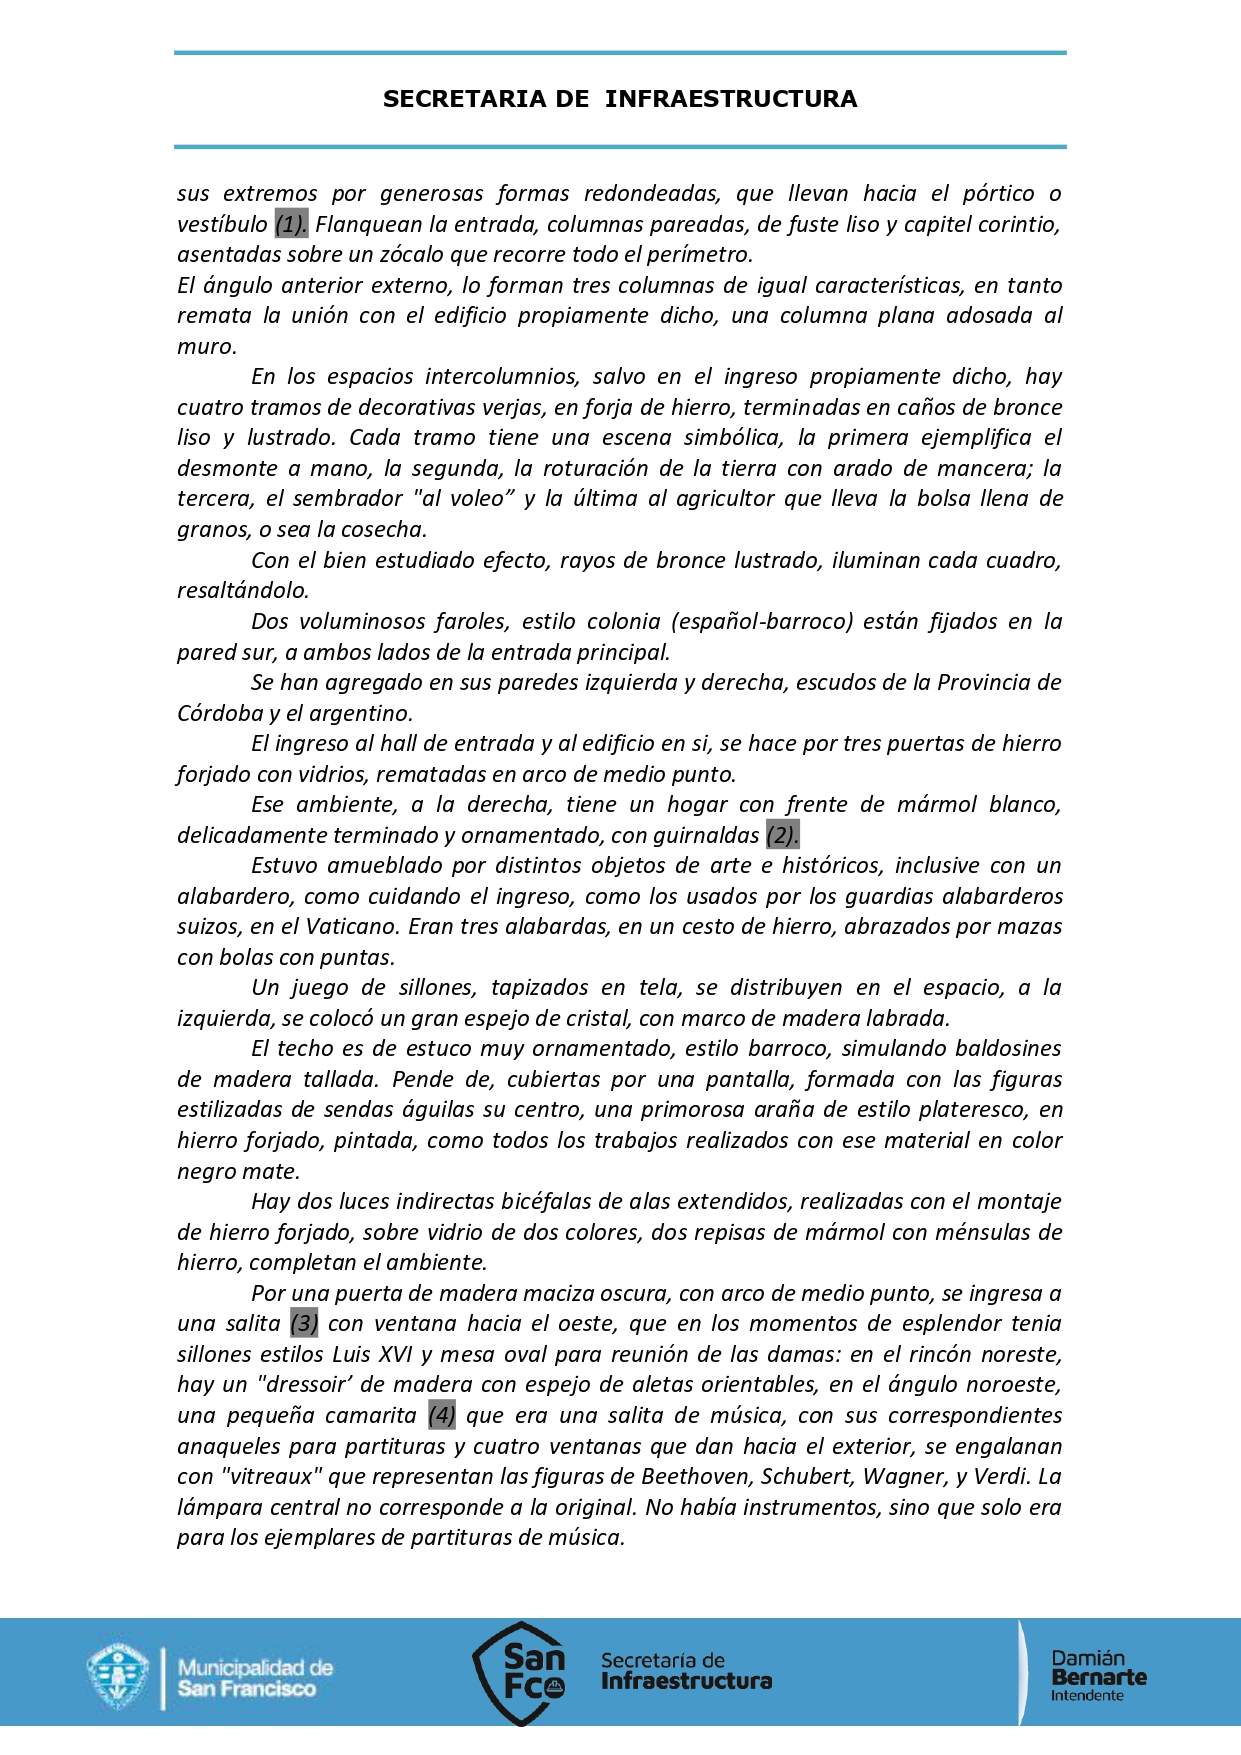 SECRETARIA DE  INFRAESTRUCTURA
sus extremos por generosas formas redondeadas, que llevan hacia el pórtico o
vestíbulo (1). Flanquean la entrada, columnas pareadas, de fuste liso y capitel corintio,
asentadas sobre un zócalo que recorre todo el perímetro.
El ángulo anterior externo, lo forman tres columnas de igual características, en tanto
remata la unión con el edificio propiamente dicho, una columna plana adosada al
muro.
En los espacios intercolumnios, salvo en el ingreso propiamente dicho, hay
cuatro tramos de decorativas verjas, en forja de hierro, terminadas en caños de bronce
liso y lustrado. Cada tramo tiene una escena simbólica, la primera ejemplifica el
desmonte a mano, la segunda, la roturación de la tierra con arado de mancera; la
tercera, el sembrador "al voleo” y la última al agricultor que lleva la bolsa llena de
granos, o sea la cosecha.
Con el bien estudiado efecto, rayos de bronce lustrado, iluminan cada cuadro,
resaltándolo.
Dos voluminosos faroles, estilo colonia (español-barroco) están fijados en la
pared sur, a ambos lados de la entrada principal.
Se han agregado en sus paredes izquierda y derecha, escudos de la Provincia de
Córdoba y el argentino.
El ingreso al hall de entrada y al edificio en si, se hace por tres puertas de hierro
forjado con vidrios, rematadas en arco de medio punto.
Ese ambiente, a la derecha, tiene un hogar con frente de mármol blanco,
delicadamente terminado y ornamentado, con guirnaldas (2).
Estuvo amueblado por distintos objetos de arte e históricos, inclusive con un
alabardero, como cuidando el ingreso, como los usados por los guardias alabarderos
suizos, en el Vaticano. Eran tres alabardas, en un cesto de hierro, abrazados por mazas
con bolas con puntas.
Un juego de sillones, tapizados en tela, se distribuyen en el espacio, a la
izquierda, se colocó un gran espejo de cristal, con marco de madera labrada.
El techo es de estuco muy ornamentado, estilo barroco, simulando baldosines
de madera tallada. Pende de, cubiertas por una pantalla, formada con las figuras
estilizadas de sendas águilas su centro, una primorosa araña de estilo plateresco, en
hierro forjado, pintada, como todos los trabajos realizados con ese material en color
negro mate.
Hay dos luces indirectas bicéfalas de alas extendidos, realizadas con el montaje
de hierro forjado, sobre vidrio de dos colores, dos repisas de mármol con ménsulas de
hierro, completan el ambiente.
Por una puerta de madera maciza oscura, con arco de medio punto, se ingresa a
una salita (3) con ventana hacia el oeste, que en los momentos de esplendor tenia
sillones estilos Luis XVI y mesa oval para reunión de las damas: en el rincón noreste,
hay un "dressoir’ de madera con espejo de aletas orientables, en el ángulo noroeste,
una pequeña camarita (4) que era una salita de música, con sus correspondientes
anaqueles para partituras y cuatro ventanas que dan hacia el exterior, se engalanan
con "vitreaux" que representan las figuras de Beethoven, Schubert, Wagner, y Verdi. La
lámpara central no corresponde a la original. No había instrumentos, sino que solo era
para los ejemplares de partituras de música.
Municipalidad de
San Francisco
San
Fco
Secretaría de
Infraestructura
Damián
Bernarte
Intendente